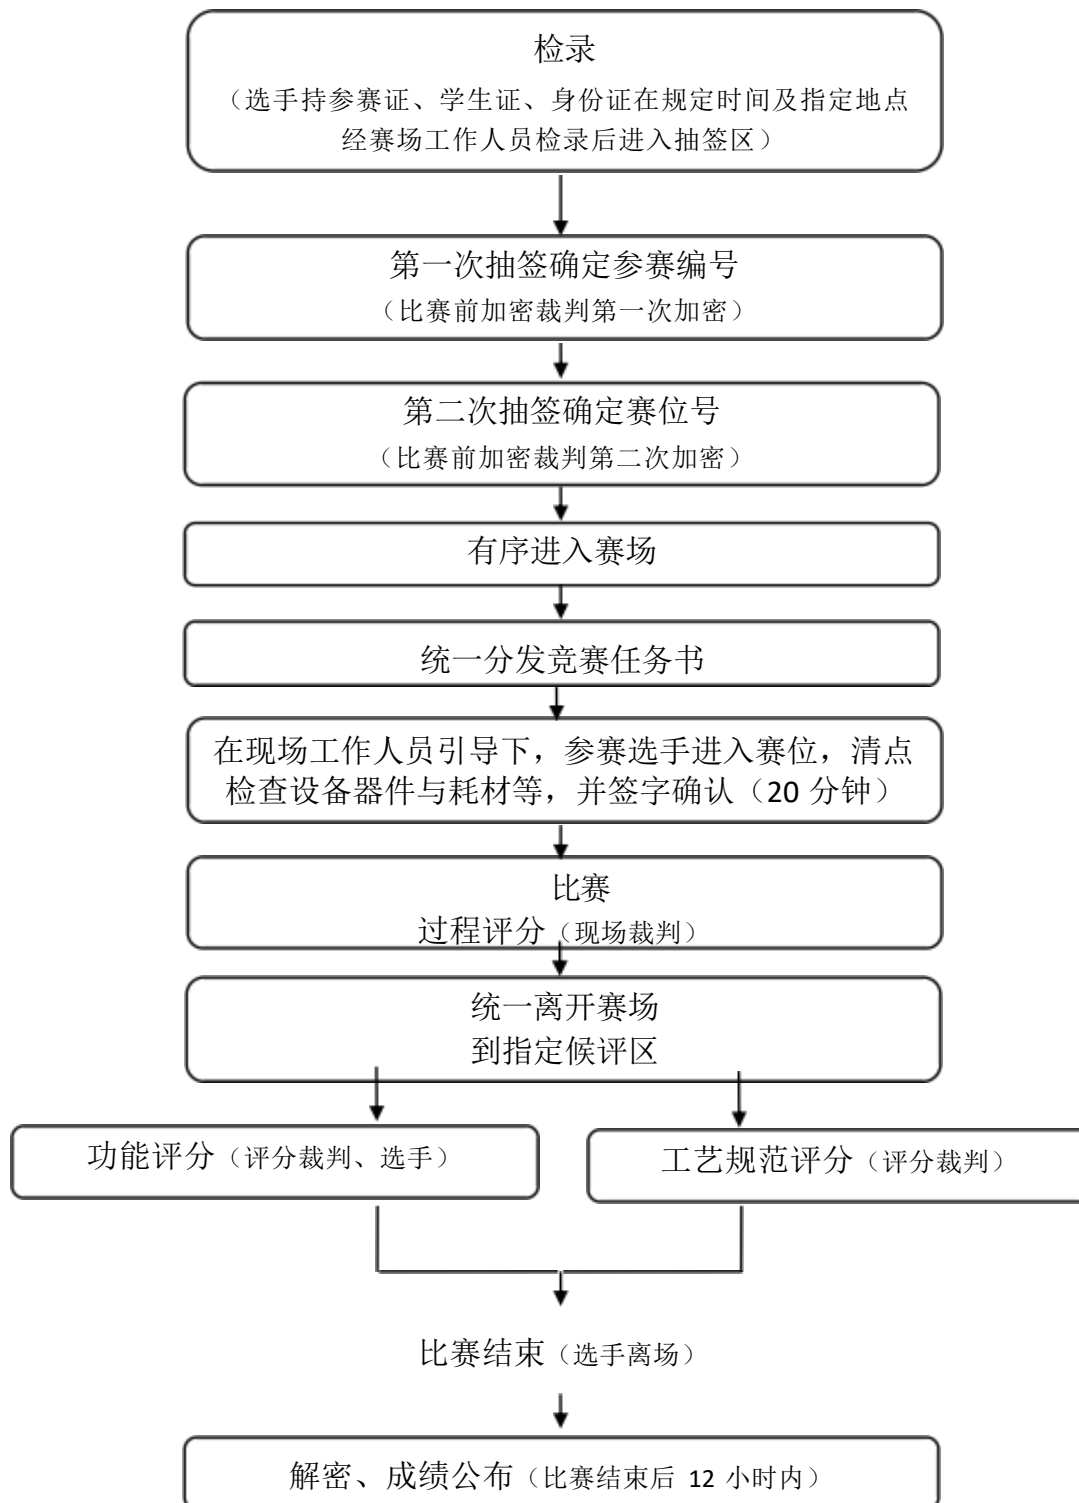 检录
（选手持参赛证、学生证、身份证在规定时间及指定地点
经赛场工作人员检录后进入抽签区）
第一次抽签确定参赛编号
（比赛前加密裁判第一次加密）
第二次抽签确定赛位号
（比赛前加密裁判第二次加密）
有序进入赛场
统一分发竞赛任务书
在现场工作人员引导下，参赛选手进入赛位，清点
检查设备器件与耗材等，并签字确认（20 分钟）
比赛
过程评分（现场裁判）
统一离开赛场
到指定候评区
功能评分（评分裁判、选手）
工艺规范评分（评分裁判）
比赛结束（选手离场）
解密、成绩公布（比赛结束后 12 小时内）